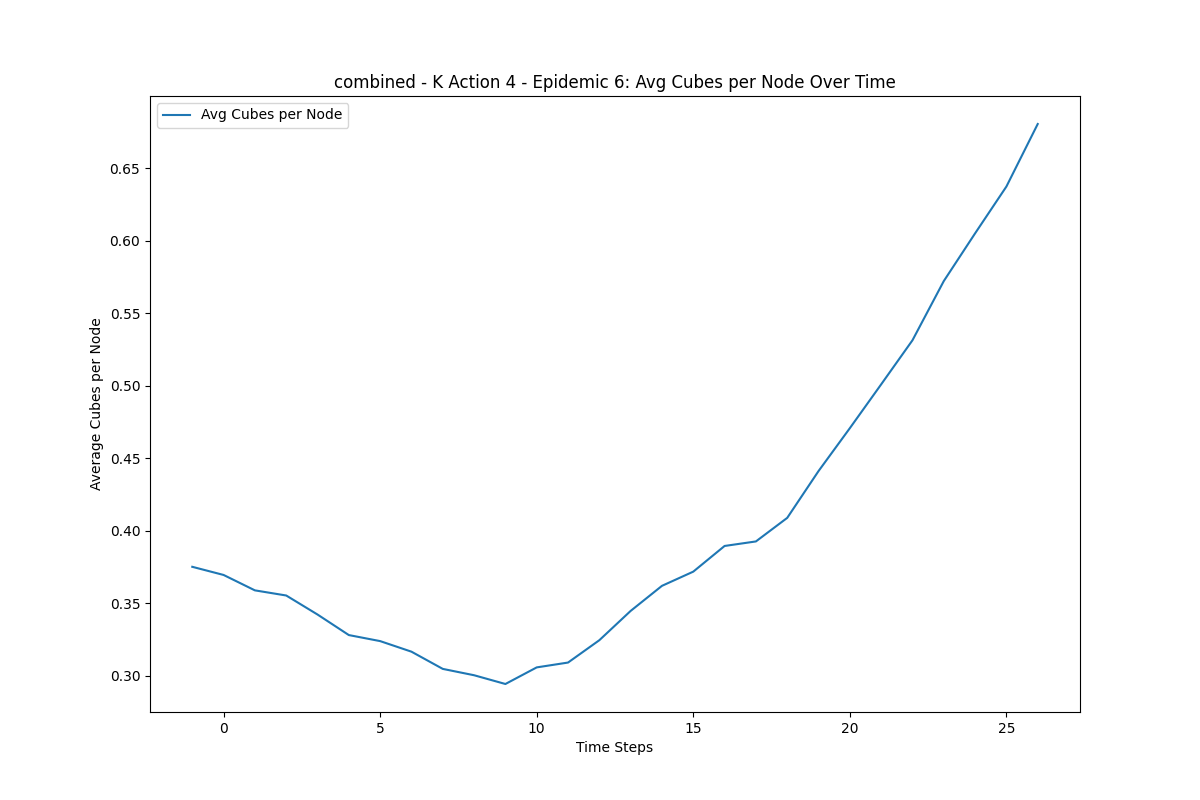 combined - K Action 4 - Epidemic 6: Avg Cubes per Node Over Time
Avg Cubes per Node
Average Cubes per Node
0.65
0.60
0.55
0.50
0.45
0.40
0.35
0.30
0 5 10 15 20 25
Time Steps